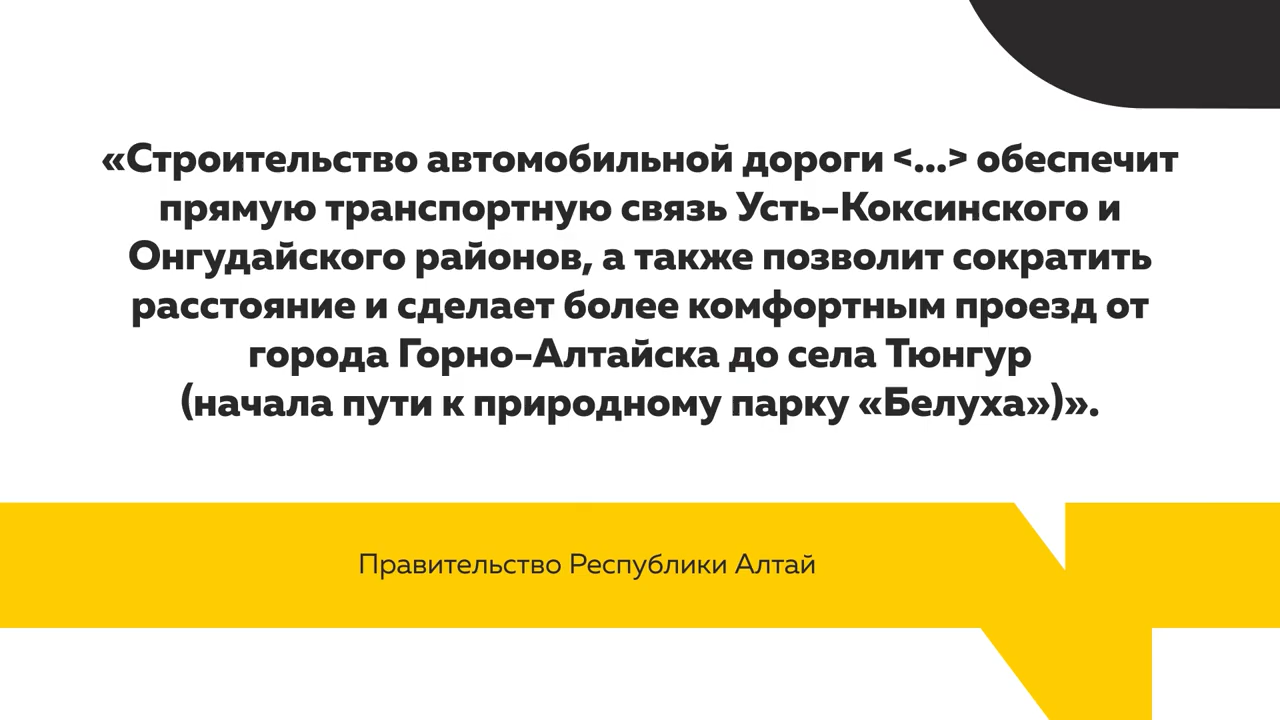 «Строительство автомобильной дороги <...> обеспечит
прямую транспортную связь Усть-Коксинского и
Онгудайского районов, а также позволит сократить
расстояние и сделает более комфортным проезд от
города Горно-Алтайска до села Тюнгур
(начала пути к природному парку «Белуха»)».
Правительство Республики Алтай